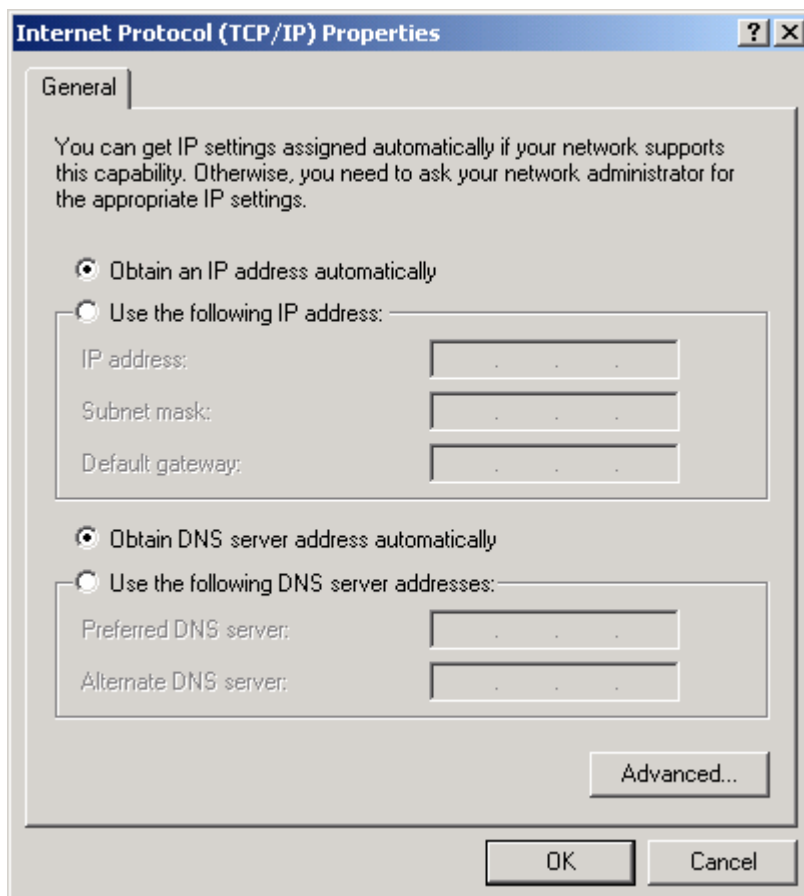 Internet Protocol (TCP/IP) Properties
General
You can get IP settings assigned automatically if your network supports
this capability. Otherwise, you need to ask your network administrator for
the appropriate IP settings.
Obtain an IP address automatically
Use the following IP address:
IP address:
Subnet mask:
Default gateway:
Obtain DNS server address automatically
Use the following DNS server addresses:
Preferred DNS server:
Alternate DNS server:
Advanced...
OK Cancel